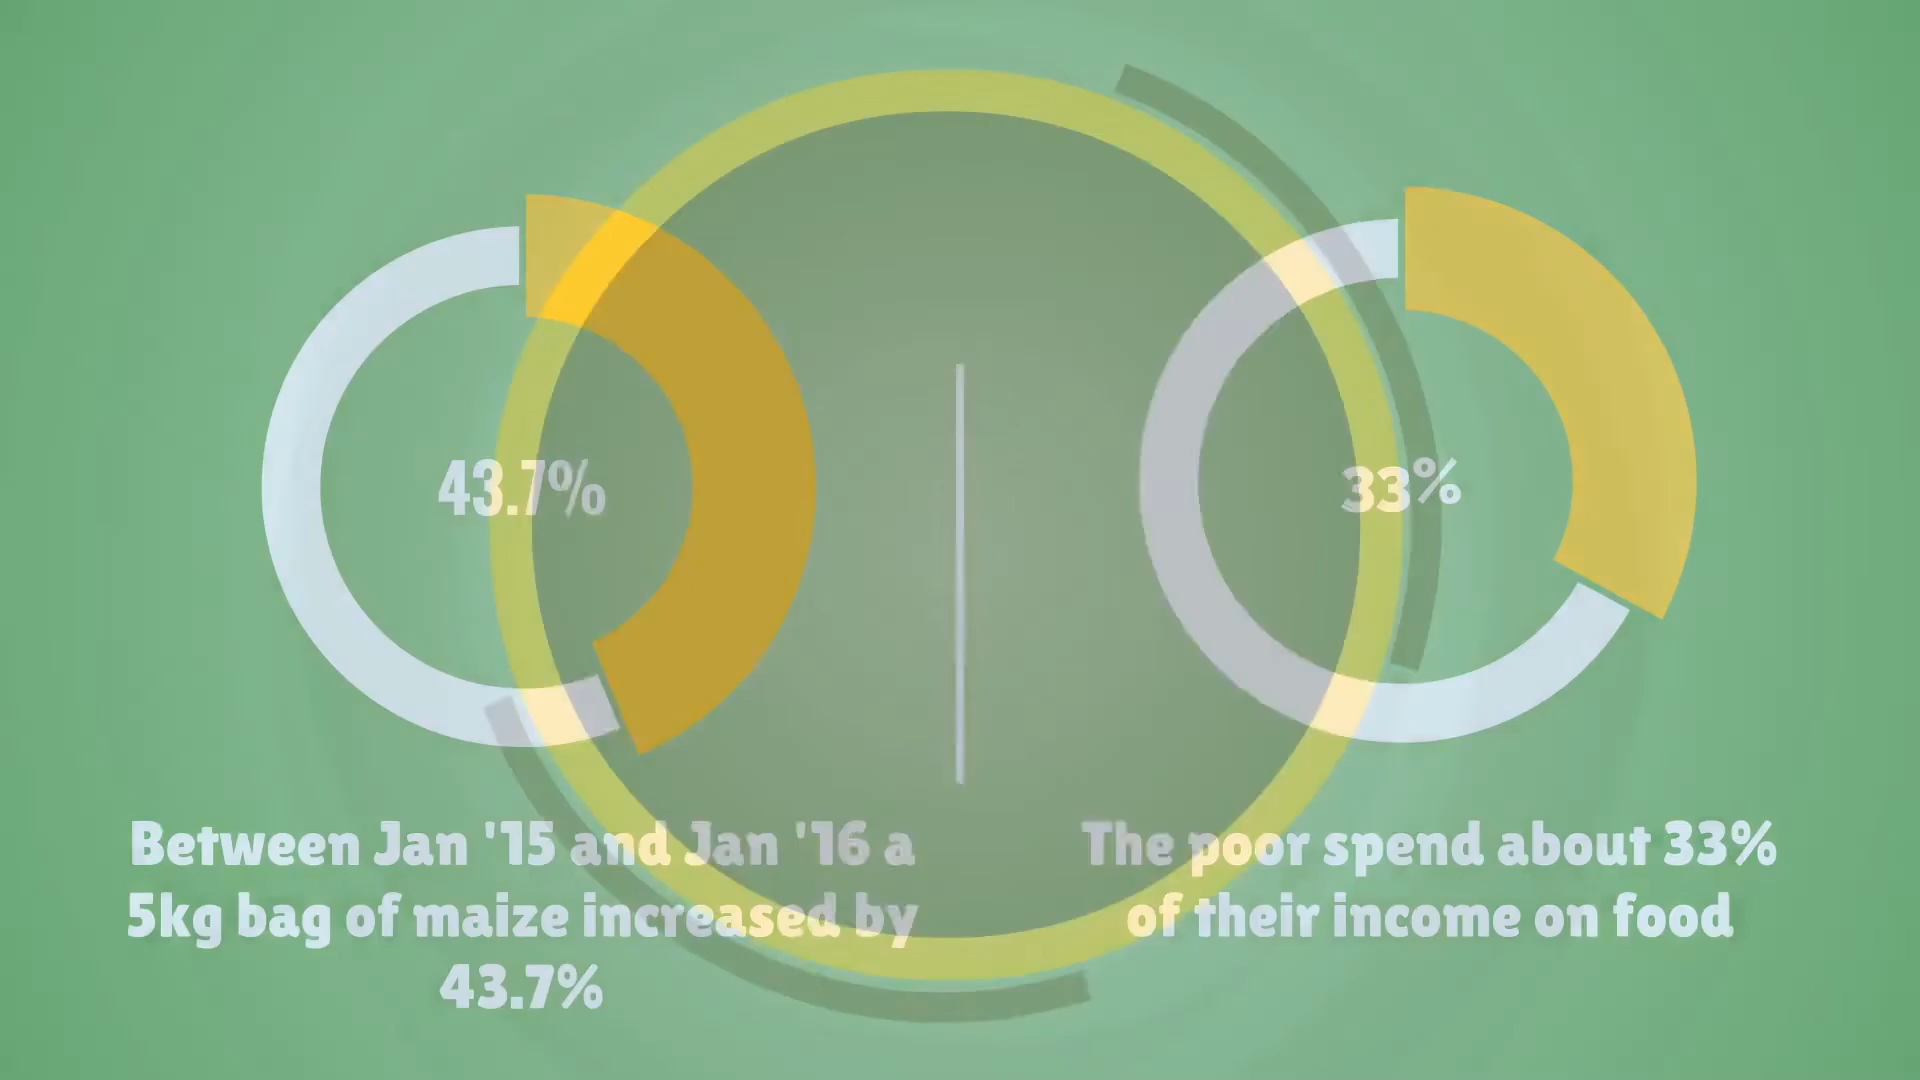 43.7%
33%
Between Jan '15 and Jan '16 a
5kg bag of maize increased by
43.7%
The poor spend about 33%
of their income on food